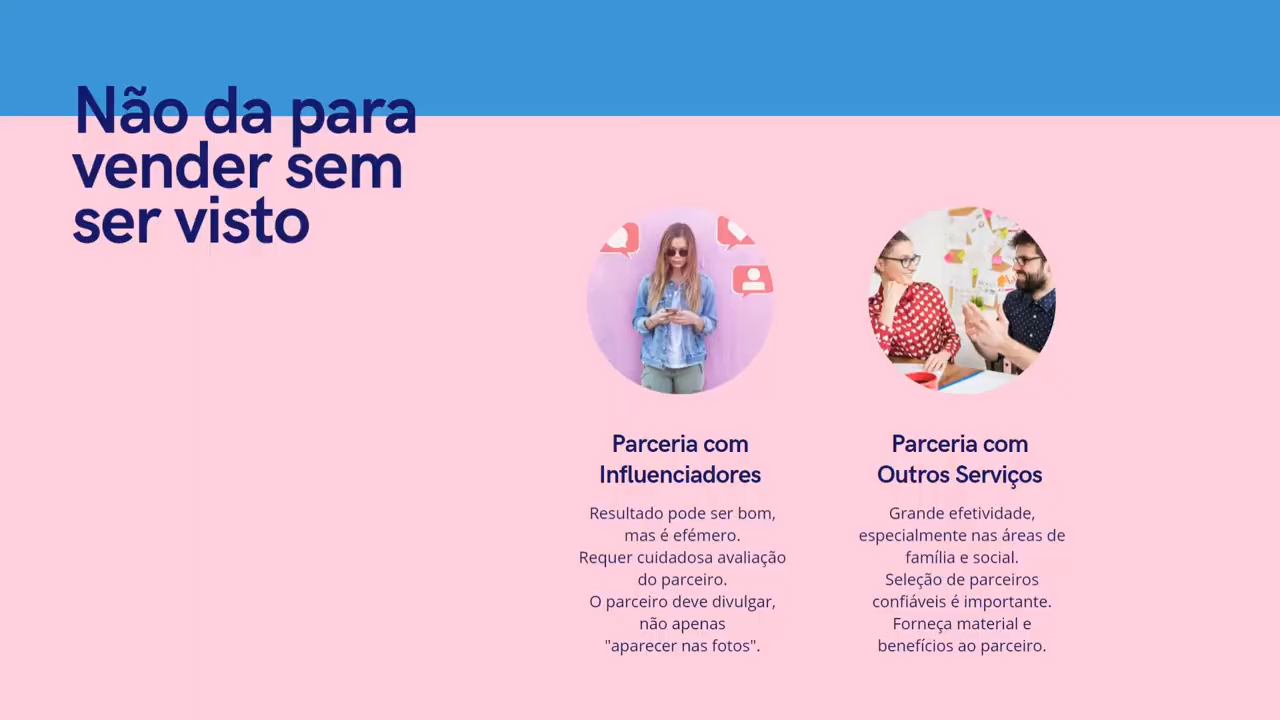 Não da para
vender sem
ser visto
Parceria com
Influenciadores
Resultado pode ser bom,
mas é efémero.
Requer cuidadosa avaliação
do parceiro.
O parceiro deve divulgar,
não apenas
"aparecer nas fotos".
Parceria com
Outros Serviços
Grande efetividade,
especialmente nas áreas de
família e social.
Seleção de parceiros
confiáveis é importante.
Forneça material e
benefícios ao parceiro.